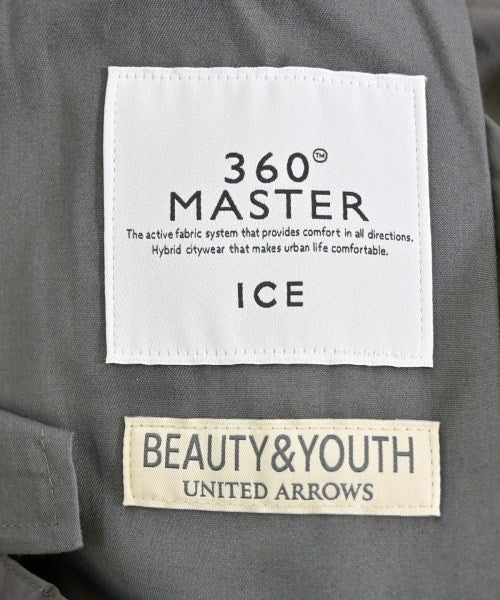 360™
MASTER
The active fabric system that provides comfort in all directions.
Hybrid citywear that makes urban life comfortable.
ICE
BEAUTY&YOUTH
UNITED ARROWS